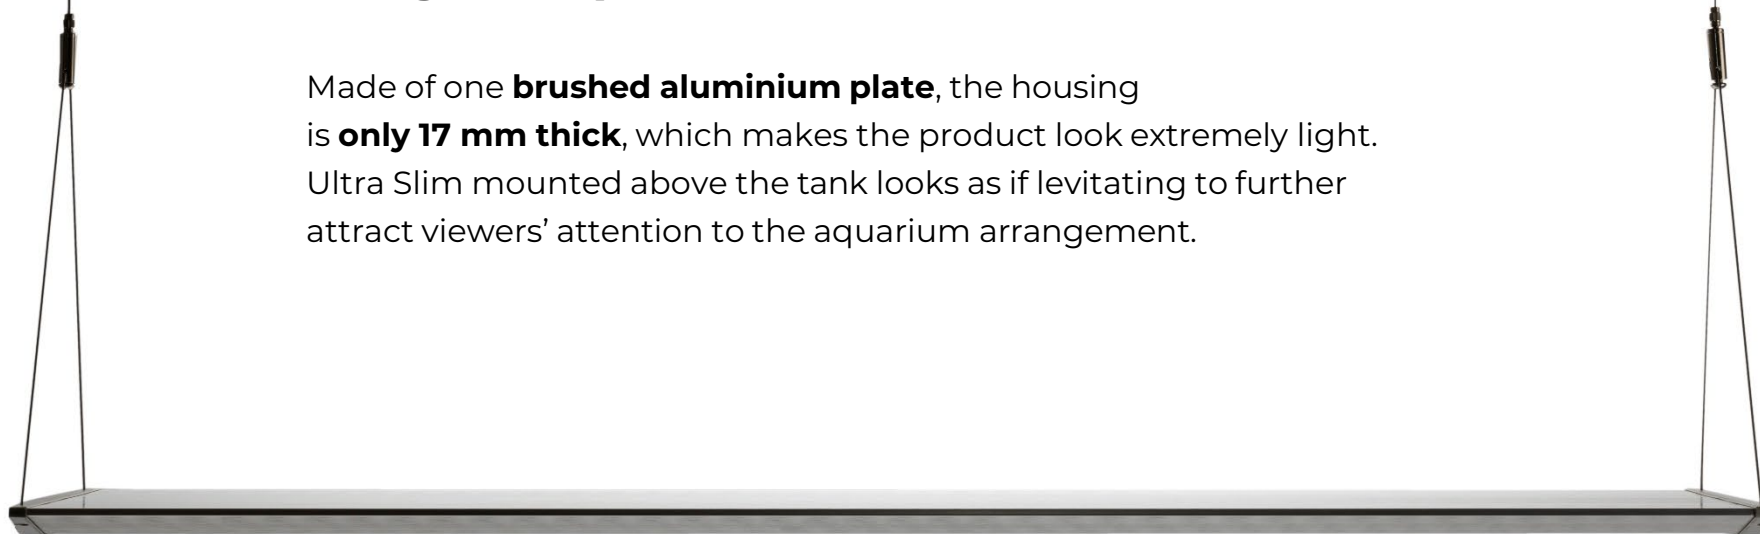 Made of one brushed aluminium plate, the housing
is only 17 mm thick, which makes the product look extremely light.
Ultra Slim mounted above the tank looks as if levitating to further
attract viewers’ attention to the aquarium arrangement.